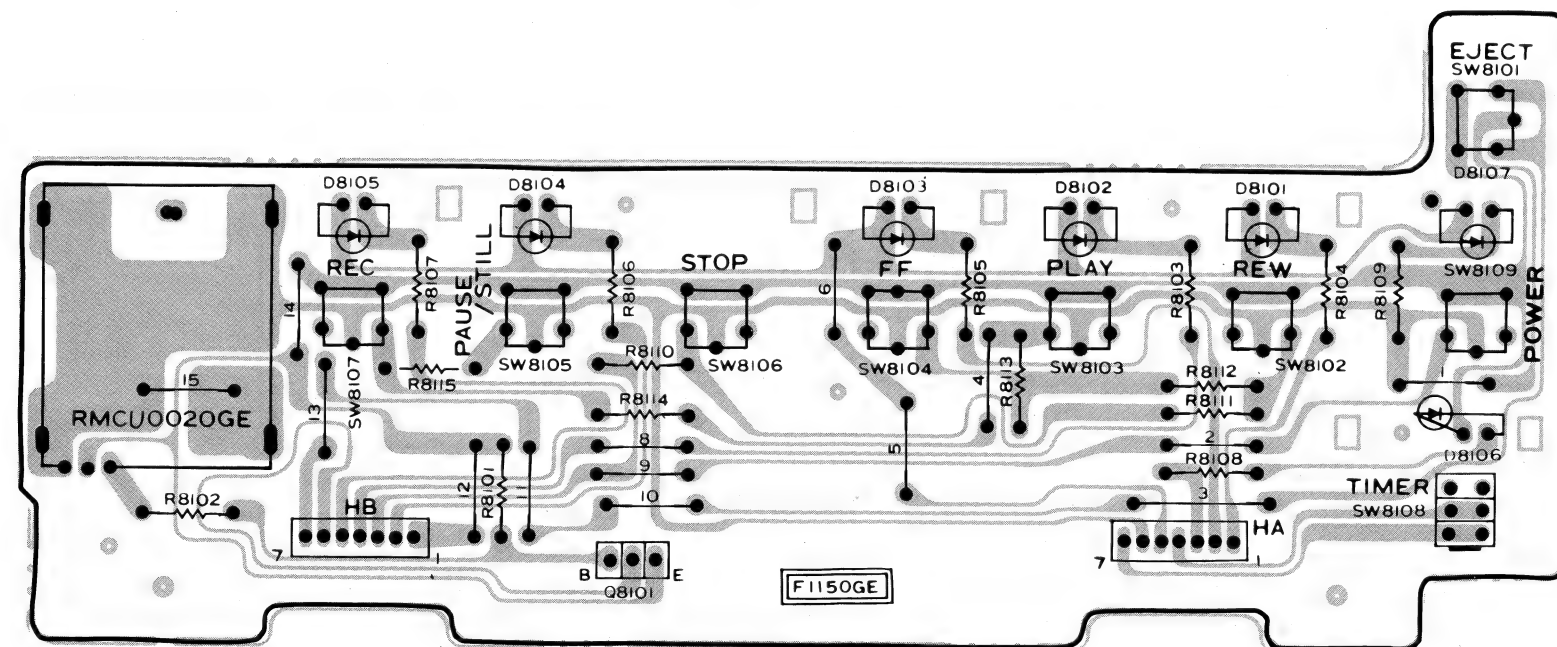 EJECT
SW8101
D8107
D8105
D8104
D8103
D8102
D8101
REC
R8107
PAUSE
/STILL
R8106
STOP
6
FF
R8105
PLAY
R8103
REW
R8104
R8109
SW8109
POWER
14
SW8107
R8115
SW8105
R8110
SW8106
SW8104
4
R8113
SW8103
R8112
SW8102
1
15
RMCU0020GE
13
R8114
R8111
8
5
2
9
R8108
D8106
12
R8101
11
10
3
R8102
HB
7
1
TIMER
SW8108
HA
7
1
B
E
Q8101
F1150GE